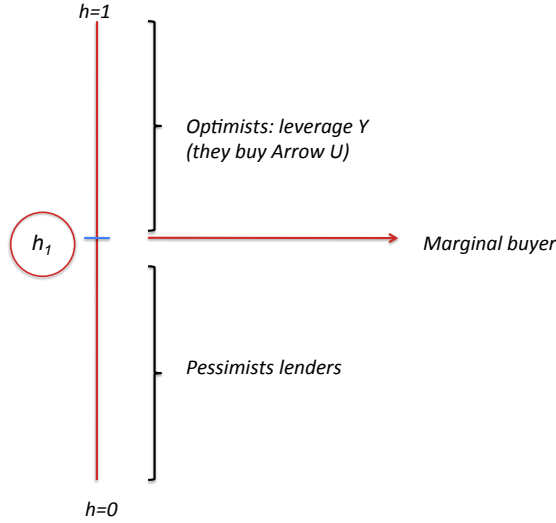 h=1
Optimists: leverage Y
(they buy Arrow U)
h1
Marginal buyer
Pessimists lenders
h=0